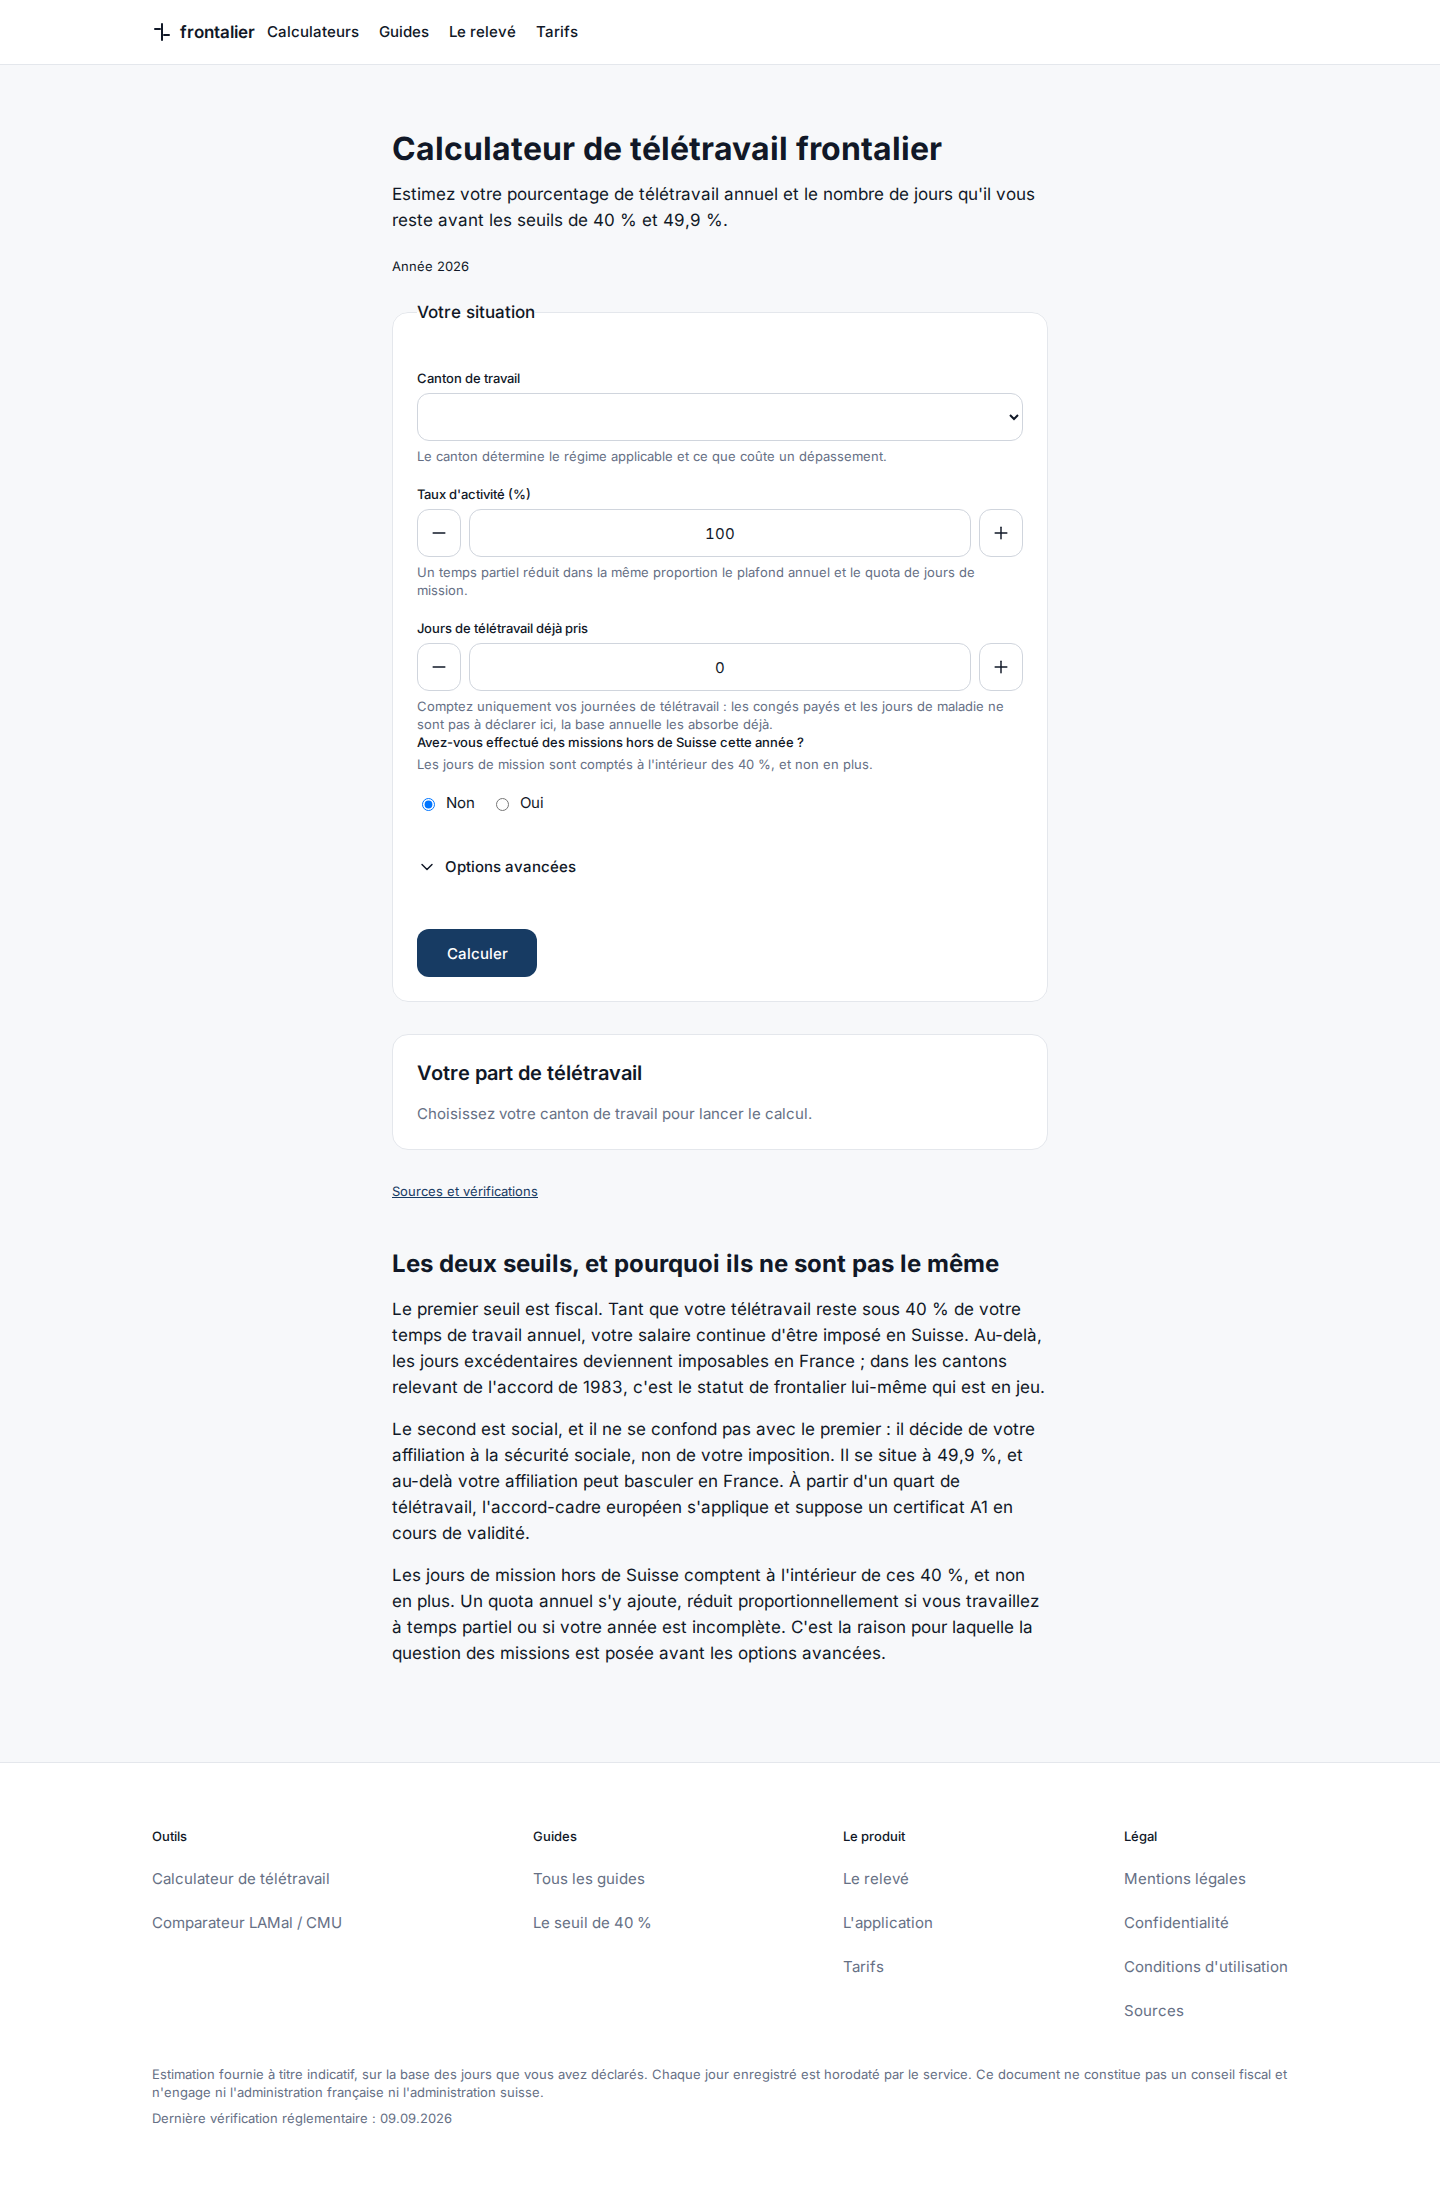 frontalier Calculateurs Guides Le relevé Tarifs
Calculateur de télétravail frontalier
Estimez votre pourcentage de télétravail annuel et le nombre de jours qu'il vous
reste avant les seuils de 40 % et 49,9 %.
Année 2026
Votre situation
Canton de travail
Le canton détermine le régime applicable et ce que coûte un dépassement.
Taux d'activité (%)
100
Un temps partiel réduit dans la même proportion le plafond annuel et le quota de jours de
mission.
Jours de télétravail déjà pris
0
Comptez uniquement vos journées de télétravail : les congés payés et les jours de maladie ne
sont pas à déclarer ici, la base annuelle les absorbe déjà.
Avez-vous effectué des missions hors de Suisse cette année ?
Les jours de mission sont comptés à l'intérieur des 40 %, et non en plus.
Non Oui
Options avancées
Calculer
Votre part de télétravail
Choisissez votre canton de travail pour lancer le calcul.
Sources et vérifications
Les deux seuils, et pourquoi ils ne sont pas le même
Le premier seuil est fiscal. Tant que votre télétravail reste sous 40 % de votre
temps de travail annuel, votre salaire continue d'être imposé en Suisse. Au-delà,
les jours excédentaires deviennent imposables en France ; dans les cantons
relevant de l'accord de 1983, c'est le statut de frontalier lui-même qui est en jeu.
Le second est social, et il ne se confond pas avec le premier : il décide de votre
affiliation à la sécurité sociale, non de votre imposition. Il se situe à 49,9 %, et
au-delà votre affiliation peut basculer en France. À partir d'un quart de
télétravail, l'accord-cadre européen s'applique et suppose un certificat A1 en
cours de validité.
Les jours de mission hors de Suisse comptent à l'intérieur de ces 40 %, et non
en plus. Un quota annuel s'y ajoute, réduit proportionnellement si vous travaillez
à temps partiel ou si votre année est incomplète. C'est la raison pour laquelle la
question des missions est posée avant les options avancées.
Outils
Calculateur de télétravail
Comparateur LAMal / CMU
Guides
Tous les guides
Le seuil de 40 %
Le produit
Le relevé
L'application
Tarifs
Légal
Mentions légales
Confidentialité
Conditions d'utilisation
Sources
Estimation fournie à titre indicatif, sur la base des jours que vous avez déclarés. Chaque jour enregistré est horodaté par le service. Ce document ne constitue pas un conseil fiscal et
n'engage ni l'administration française ni l'administration suisse.
Dernière vérification réglementaire : 09.09.2026